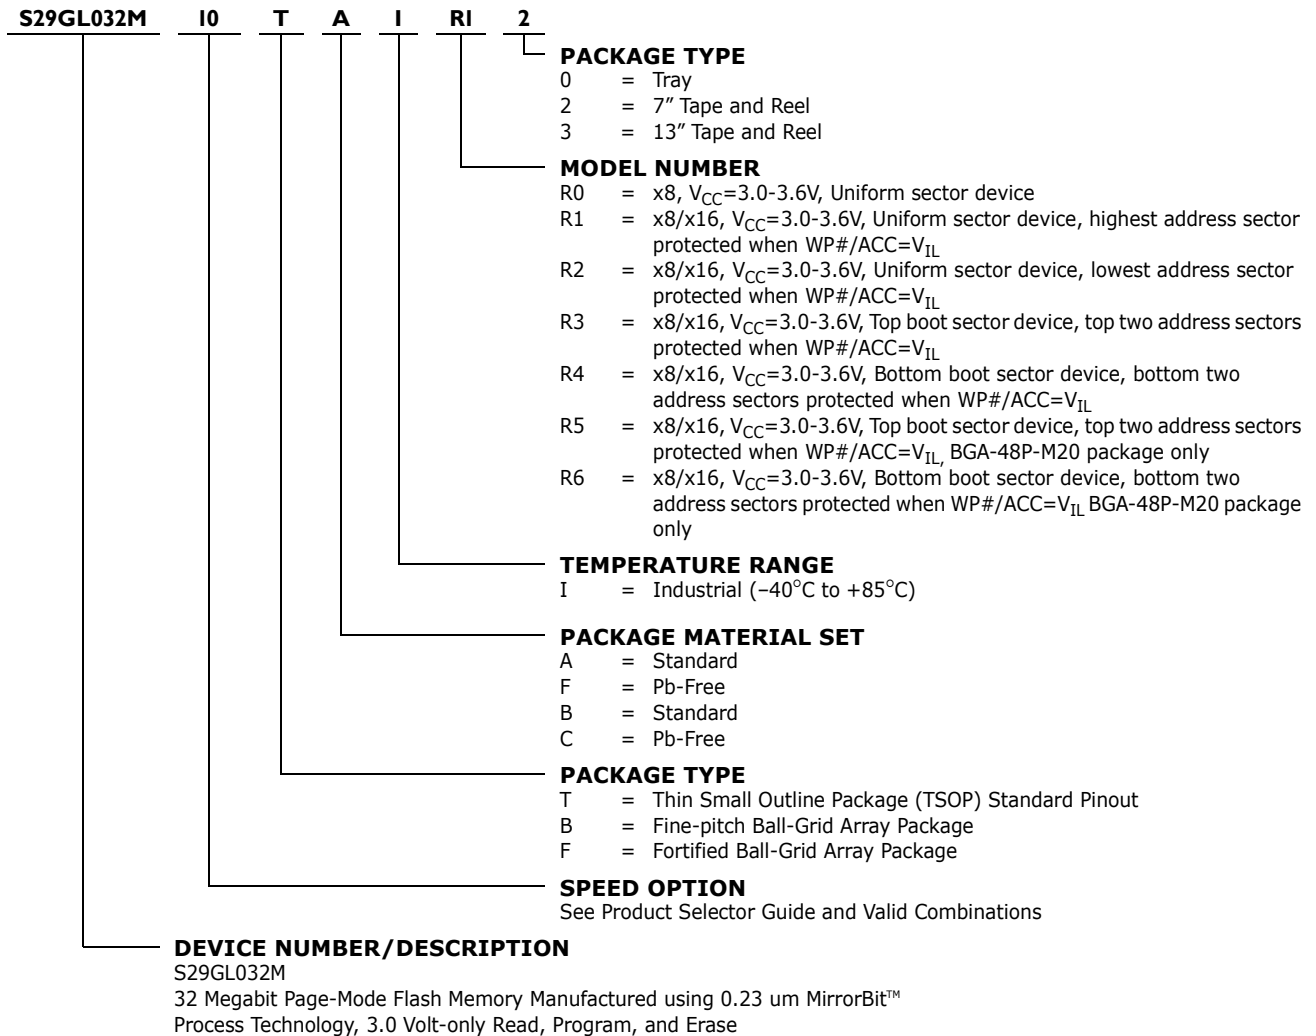 S29GL032M 10 T A I R1 2
PACKAGE TYPE
0 = Tray
2 = 7” Tape and Reel
3 = 13” Tape and Reel
MODEL NUMBER
R0 = x8, VCC=3.0-3.6V, Uniform sector device
R1 = x8/x16, VCC=3.0-3.6V, Uniform sector device, highest address sector
protected when WP#/ACC=VIL
R2 = x8/x16, VCC=3.0-3.6V, Uniform sector device, lowest address sector
protected when WP#/ACC=VIL
R3 = x8/x16, VCC=3.0-3.6V, Top boot sector device, top two address sectors
protected when WP#/ACC=VIL
R4 = x8/x16, VCC=3.0-3.6V, Bottom boot sector device, bottom two
address sectors protected when WP#/ACC=VIL
R5 = x8/x16, VCC=3.0-3.6V, Top boot sector device, top two address sectors
protected when WP#/ACC=VIL, BGA-48P-M20 package only
R6 = x8/x16, VCC=3.0-3.6V, Bottom boot sector device, bottom two
address sectors protected when WP#/ACC=VIL BGA-48P-M20 package
only
TEMPERATURE RANGE
I = Industrial (–40°C to +85°C)
PACKAGE MATERIAL SET
A = Standard
F = Pb-Free
B = Standard
C = Pb-Free
PACKAGE TYPE
T = Thin Small Outline Package (TSOP) Standard Pinout
B = Fine-pitch Ball-Grid Array Package
F = Fortified Ball-Grid Array Package
SPEED OPTION
See Product Selector Guide and Valid Combinations
DEVICE NUMBER/DESCRIPTION
S29GL032M
32 Megabit Page-Mode Flash Memory Manufactured using 0.23 um MirrorBit™
Process Technology, 3.0 Volt-only Read, Program, and Erase